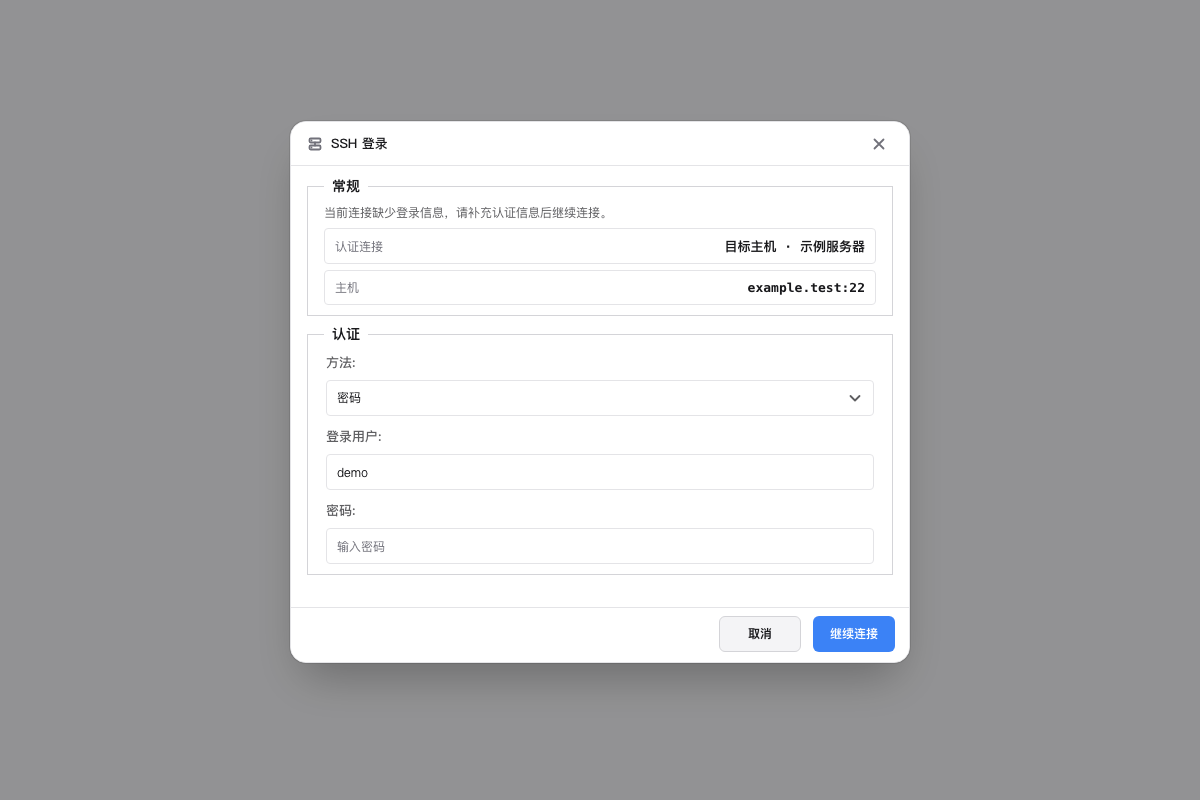 SSH 登录
常规
当前连接缺少登录信息，请补充认证信息后继续连接。
认证连接 目标主机 · 示例服务器
主机 example.test:22
认证
方法:
密码
登录用户:
demo
密码:
输入密码
取消 继续连接